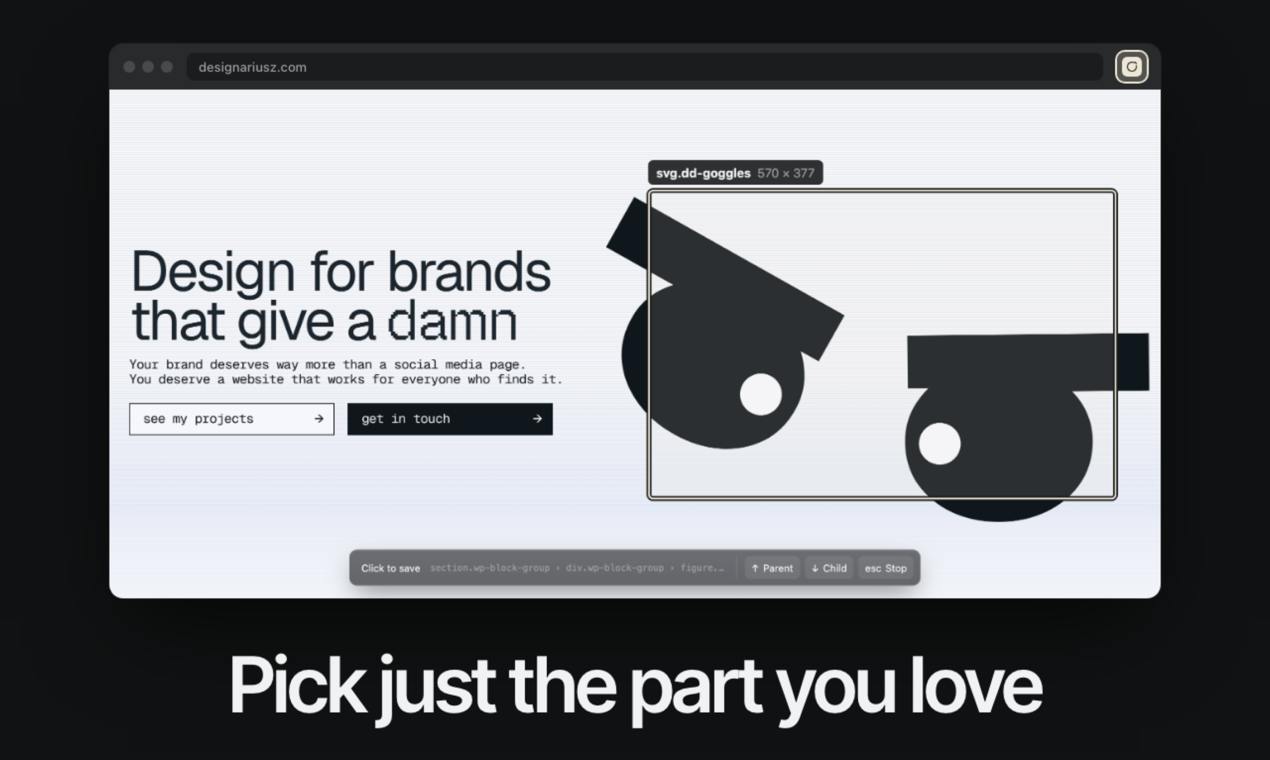 designariusz.com
svg.dd-goggles 570 × 377
Design for brands
that give a damn
Your brand deserves way more than a social media page.
You deserve a website that works for everyone who finds it.
see my projects →
get in touch →
Click to save section.wp-block-group › div.wp-block-group › figure.… ↑ Parent ↓ Child esc Stop
Pick just the part you love